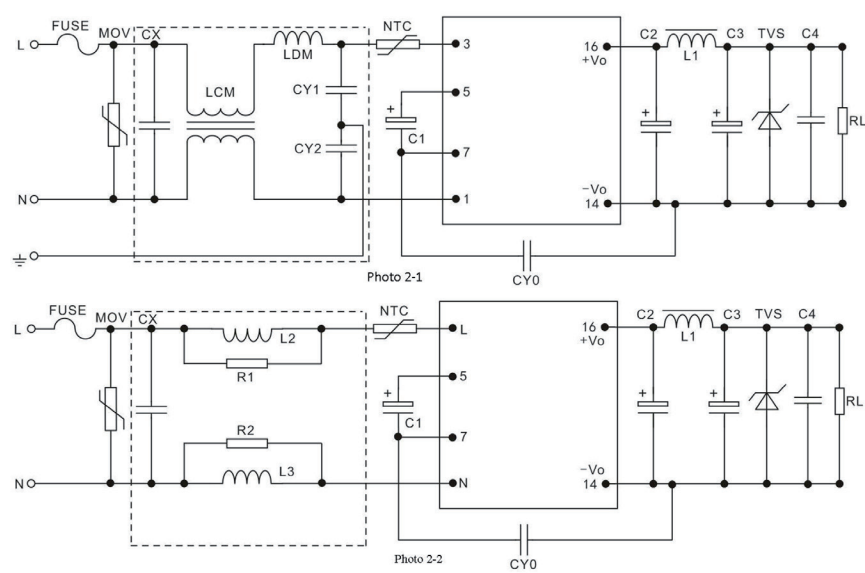 FUSE MOV CX LCM LDM NTC C2 L1 C3 TVS C4
L 3 16 +Vo
CY1 5
+ C1 + + RL
CY2 7
N 1 −Vo 14
CY0
Photo 2-1
FUSE MOV CX L2 NTC C2 L1 C3 TVS C4
L L 16 +Vo
R1 5
+ C1 + + RL
R2 7
N L3 N −Vo 14
CY0
Photo 2-2